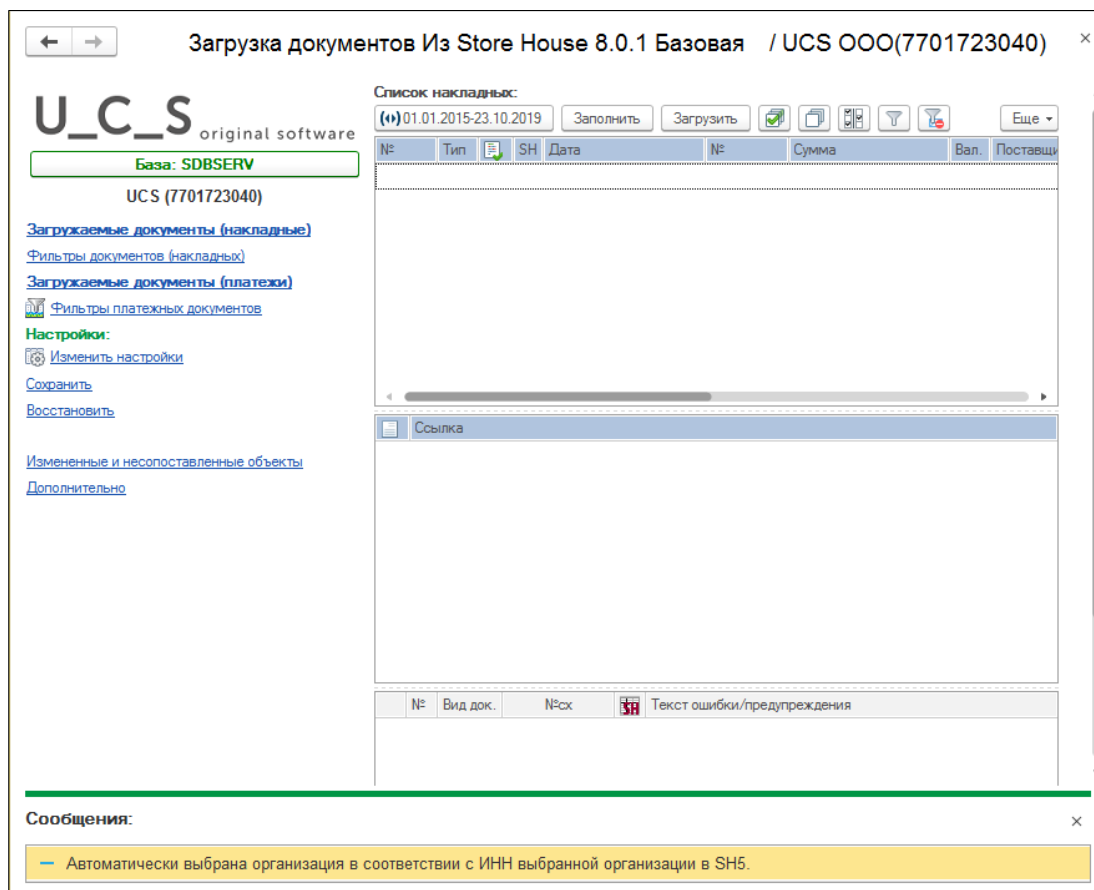 Загрузка документов Из Store House 8.0.1 Базовая / UCS ООО(7701723040)
U_C_S original software
База: SDBSERV
UCS (7701723040)
Загружаемые документы (накладные)
Фильтры документов (накладных)
Загружаемые документы (платежи)
Фильтры платежных документов
Настройки:
Изменить настройки
Сохранить
Восстановить
Измененные и несопоставленные объекты
Дополнительно
Список накладных:
01.01.2015-23.10.2019 Заполнить Загрузить Еще
№ Тип SH Дата № Сумма Вал. Поставщи
Ссылка
№ Вид док. №сх SH Текст ошибки/предупреждения
Сообщения:
Автоматически выбрана организация в соответствии с ИНН выбранной организации в SH5.